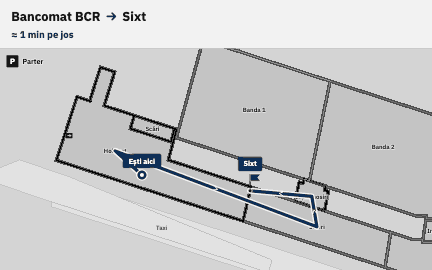 Bancomat BCR → Sixt
≈ 1 min pe jos
P Parter
Banda 1
Banda 2
Scări
Ești aici
Sixt
Taxi